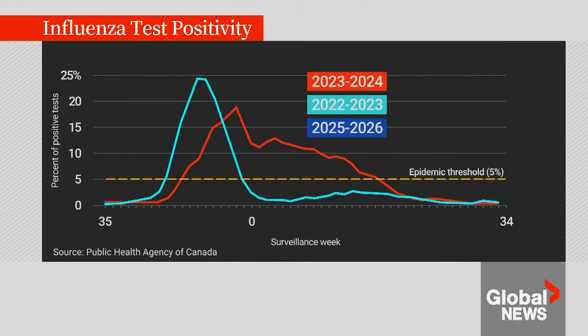 Influenza Test Positivity
25%
20
15
10
5
0
Percent of positive tests
2023-2024
2022-2023
2025-2026
Epidemic threshold (5%)
35
0
34
Surveillance week
Source: Public Health Agency of Canada
Global
NEWS